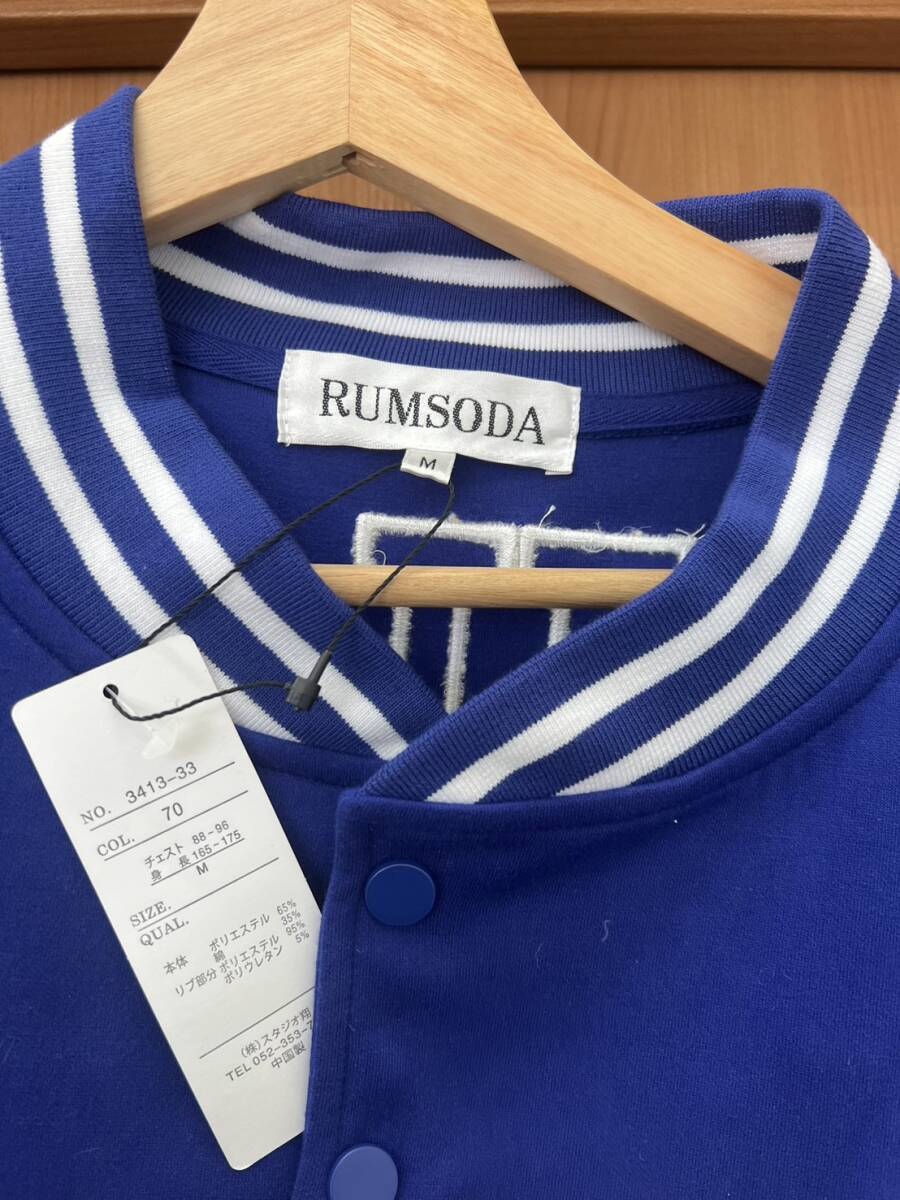 RUMSODA
M
NO. 3413-33
COL. 70
チェスト 88-96
身 長 165-175
SIZE. M
QUAL.
本体 ポリエステル 65%
綿 35%
リブ部分 ポリエステル 95%
ポリウレタン 5%
(株)スタジオ翔
TEL 052-353-7
中国製